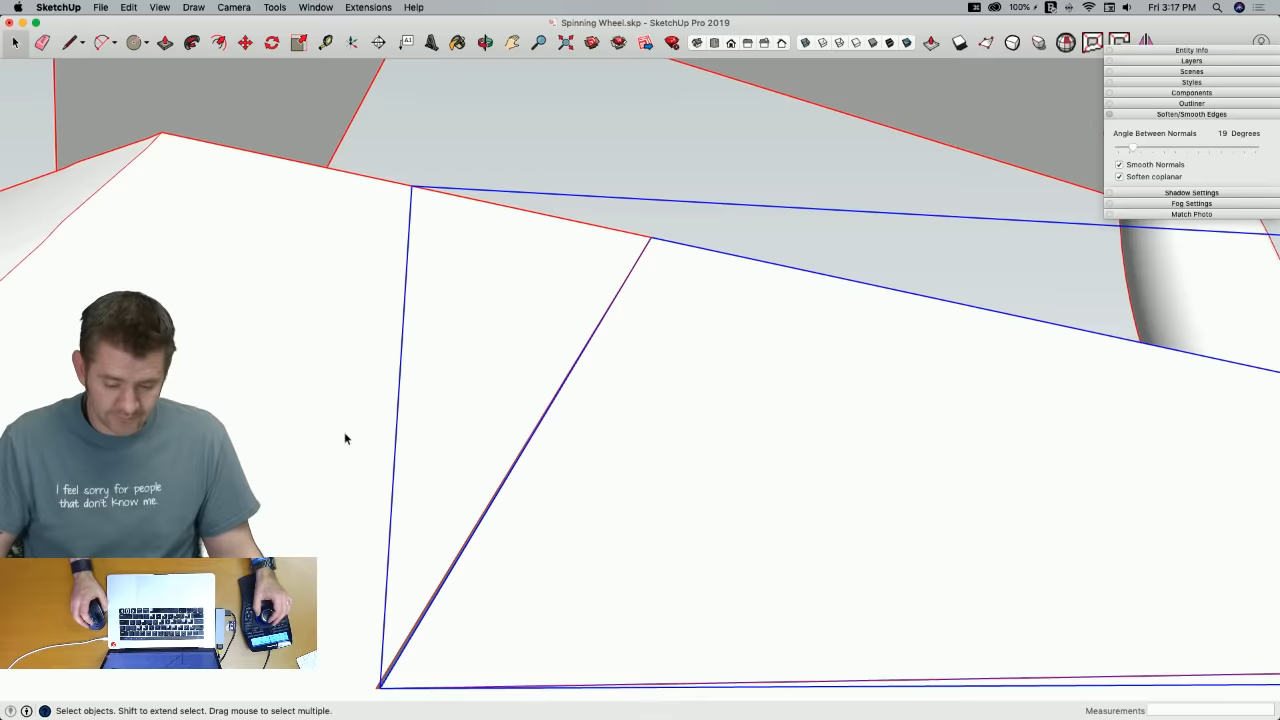 SketchUp File Edit View Draw Camera Tools Window Extensions Help
100% Fri 3:17 PM
Spinning Wheel.skp - SketchUp Pro 2019
Entity Info
Layers
Scenes
Styles
Components
Outliner
Soften/Smooth Edges
Angle Between Normals 19 Degrees
Smooth Normals
Soften coplanar
Shadow Settings
Fog Settings
Match Photo
I feel sorry for people
that don't know me.
Select objects. Shift to extend select. Drag mouse to select multiple.
Measurements